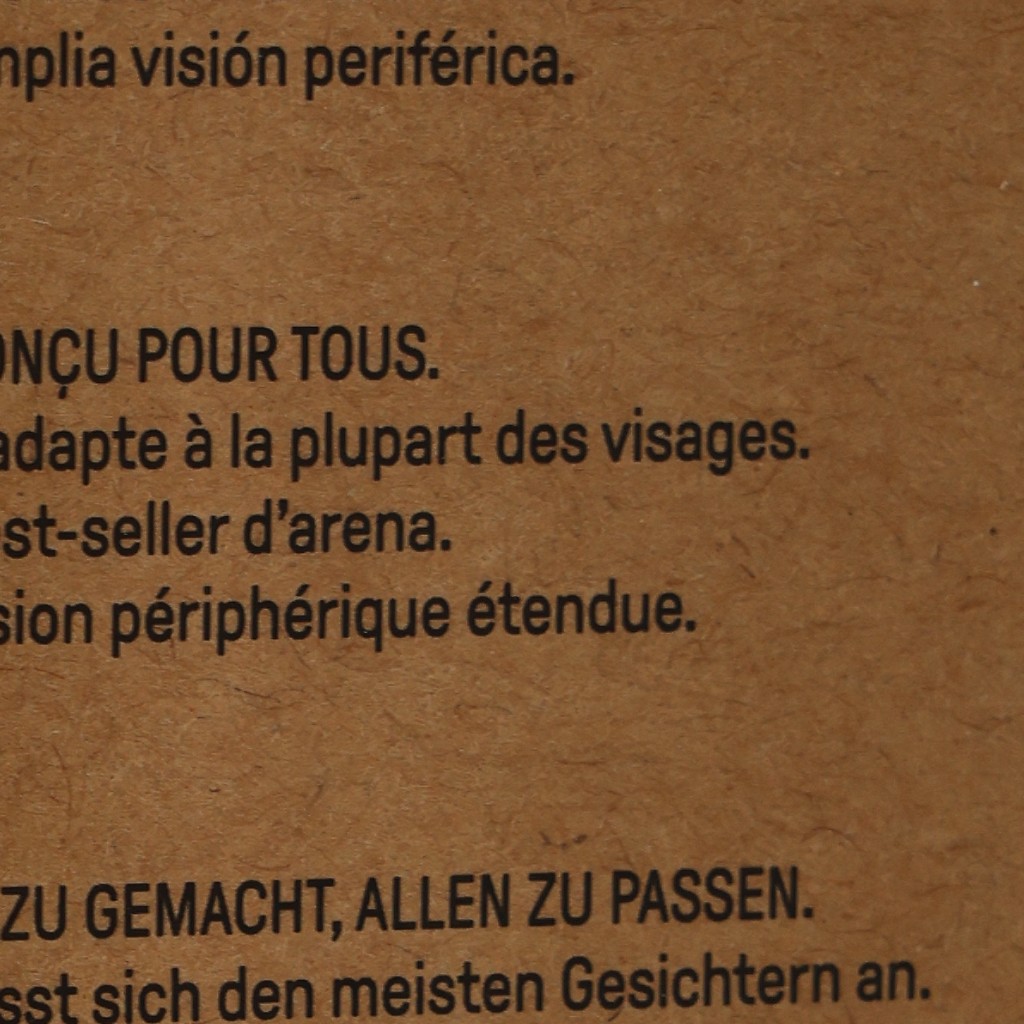 mplia visión periférica.
ONÇU POUR TOUS.
adapte à la plupart des visages.
st-seller d'arena.
sion périphérique étendue.
ZU GEMACHT, ALLEN ZU PASSEN.
sst sich den meisten Gesichtern an.